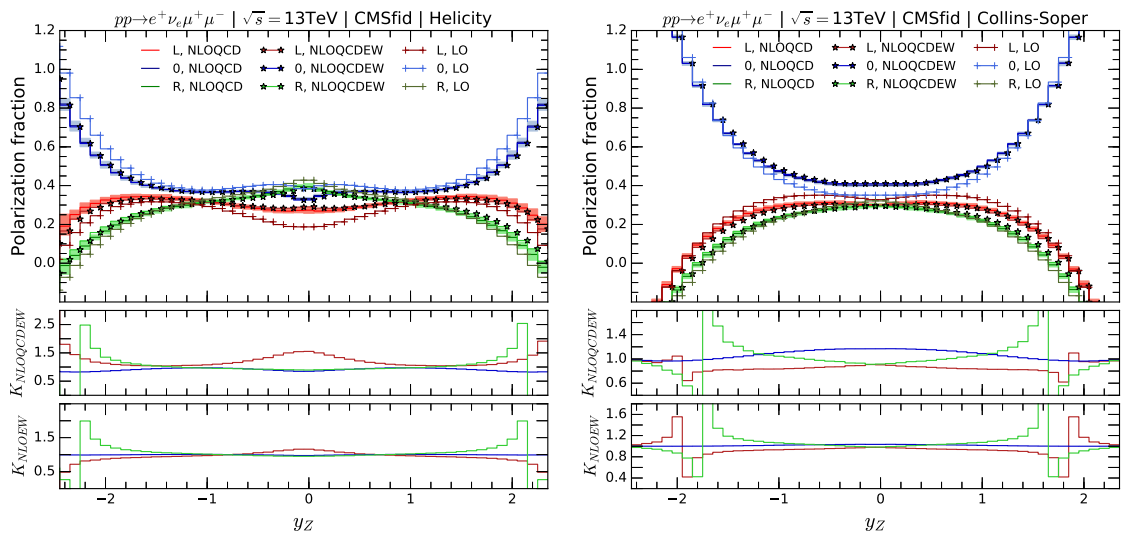 pp→e⁺ν_eμ⁺μ⁻ | √s = 13TeV | CMSfid | Helicity
L, NLOQCD L, NLOQCDEW L, LO
0, NLOQCD 0, NLOQCDEW 0, LO
R, NLOQCD R, NLOQCDEW R, LO
Polarization fraction
1.2
1.0
0.8
0.6
0.4
0.2
0.0
K_NLOQCDEW
2.5
1.5
0.5
K_NLOEW
1.5
0.5
−2 −1 0 1 2
y_Z
pp→e⁺ν_eμ⁺μ⁻ | √s = 13TeV | CMSfid | Collins-Soper
L, NLOQCD L, NLOQCDEW L, LO
0, NLOQCD 0, NLOQCDEW 0, LO
R, NLOQCD R, NLOQCDEW R, LO
Polarization fraction
1.2
1.0
0.8
0.6
0.4
0.2
0.0
K_NLOQCDEW
1.4
1.0
0.6
K_NLOEW
1.6
1.2
0.8
0.4
−2 −1 0 1 2
y_Z